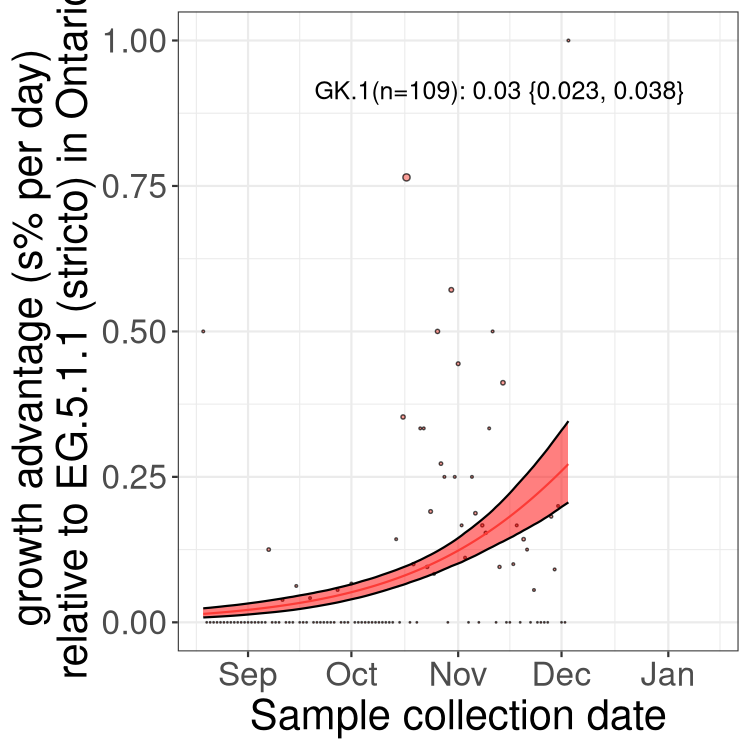 growth advantage (s% per day)
relative to EG.5.1.1 (stricto) in Ontario
1.00
0.75
0.50
0.25
0.00
GK.1(n=109): 0.03 {0.023, 0.038}
Sep Oct Nov Dec Jan
Sample collection date